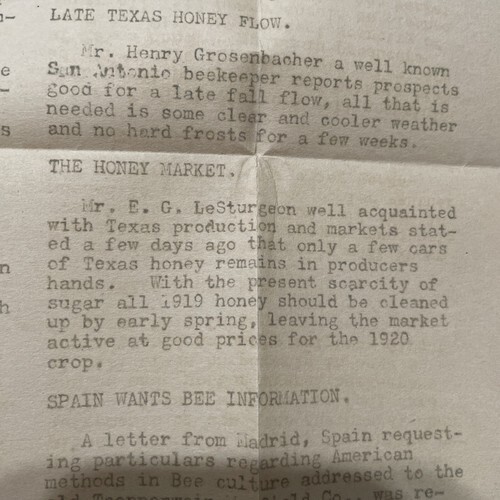 LATE TEXAS HONEY FLOW.
Mr. Henry Grosenbacher a well known
San Antonio beekeeper reports prospects
good for a late fall flow, all that is
needed is some clear and cooler weather
and no hard frosts for a few weeks.
THE HONEY MARKET.
Mr. E. G. LeSturgeon well acquainted
with Texas production and markets stat-
ed a few days ago that only a few cars
of Texas honey remains in producers
hands. With the present scarcity of
sugar all 1919 honey should be cleaned
up by early spring, leaving the market
active at good prices for the 1920
crop.
SPAIN WANTS BEE INFORMATION.
A letter from Madrid, Spain request-
ing particulars regarding American
methods in Bee culture addressed to the
Co., was re-